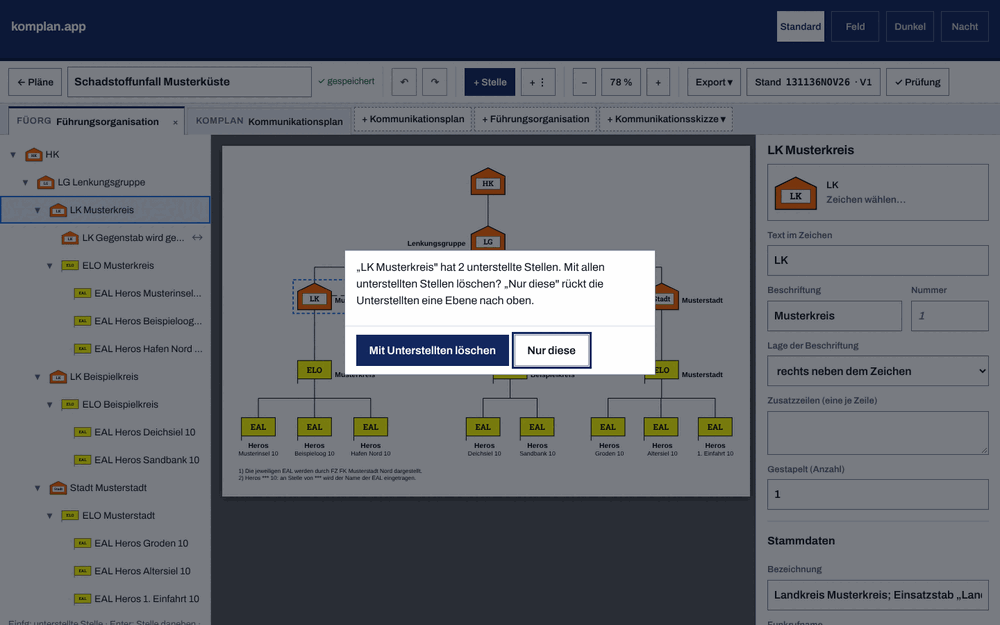 komplan.app
Standard
Feld
Dunkel
Nacht
← Pläne
Schadstoffunfall Musterküste
✓ gespeichert
↶
↷
+ Stelle
+ ⋮
−
78 %
+
Export ▾
Stand 131136NOV26 · V1
✓ Prüfung
FÜORG Führungsorganisation ×
KOMPLAN Kommunikationsplan
+ Kommunikationsplan
+ Führungsorganisation
+ Kommunikationsskizze ▾
▼ HK
▼ LG Lenkungsgruppe
▼ LK Musterkreis
LK Gegenstab wird ge... ↔
▼ ELO Musterkreis
EAL Heros Musterinsel...
EAL Heros Beispieloog...
EAL Heros Hafen Nord ...
▼ LK Beispielkreis
▼ ELO Beispielkreis
EAL Heros Deichsiel 10
EAL Heros Sandbank 10
▼ Stadt Musterstadt
▼ ELO Musterstadt
EAL Heros Groden 10
EAL Heros Altersiel 10
EAL Heros 1. Einfahrt 10
HK
Lenkungsgruppe
LG
LK
Stadt
Musterstadt
„LK Musterkreis" hat 2 unterstellte Stellen. Mit allen
unterstellten Stellen löschen? „Nur diese" rückt die
Unterstellten eine Ebene nach oben.
Mit Unterstellten löschen
Nur diese
ELO
Musterkreis
Beispielkreis
ELO
Musterstadt
EAL
EAL
EAL
EAL
EAL
EAL
EAL
EAL
Heros
Heros
Heros
Heros
Heros
Heros
Heros
Heros
Musterinsel 10
Beispieloog 10
Hafen Nord 10
Deichsiel 10
Sandbank 10
Groden 10
Altersiel 10
1. Einfahrt 10
1) Die jeweiligen EAL werden durch FZ FK Musterstadt Nord dargestellt.
2) Heros *** 10: an Stelle von *** wird der Name der EAL eingetragen.
LK Musterkreis
LK
LK
Zeichen wählen...
Text im Zeichen
LK
Beschriftung
Nummer
Musterkreis
1
Lage der Beschriftung
rechts neben dem Zeichen
Zusatzzeilen (eine je Zeile)
Gestapelt (Anzahl)
1
Stammdaten
Bezeichnung
Landkreis Musterkreis; Einsatzstab „Lan